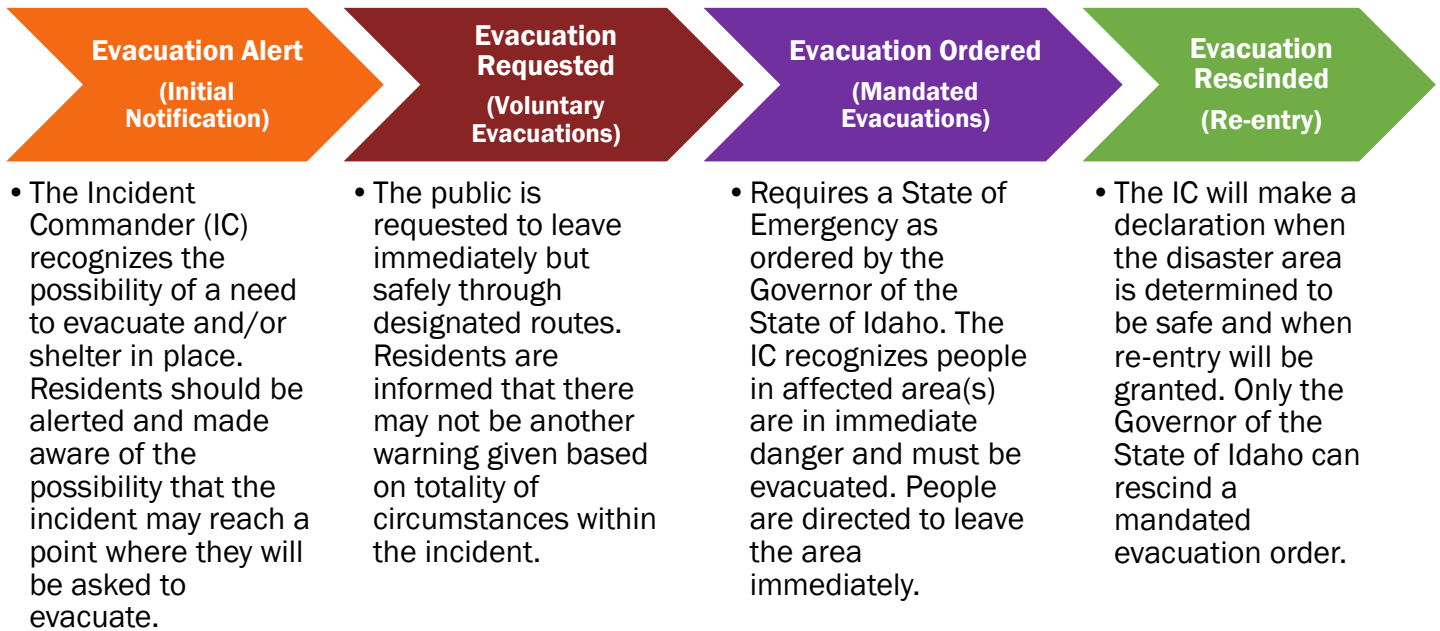 Evacuation Alert
(Initial
Notification)
• The Incident
Commander (IC)
recognizes the
possibility of a need
to evacuate and/or
shelter in place.
Residents should be
alerted and made
aware of the
possibility that the
incident may reach a
point where they will
be asked to
evacuate.
Evacuation
Requested
(Voluntary
Evacuations)
• The public is
requested to leave
immediately but
safely through
designated routes.
Residents are
informed that there
may not be another
warning given based
on totality of
circumstances within
the incident.
Evacuation Ordered
(Mandated
Evacuations)
• Requires a State of
Emergency as
ordered by the
Governor of the
State of Idaho. The
IC recognizes people
in affected area(s)
are in immediate
danger and must be
evacuated. People
are directed to leave
the area
immediately.
Evacuation
Rescinded
(Re-entry)
• The IC will make a
declaration when
the disaster area
is determined to
be safe and when
re-entry will be
granted. Only the
Governor of the
State of Idaho can
rescind a
mandated
evacuation order.